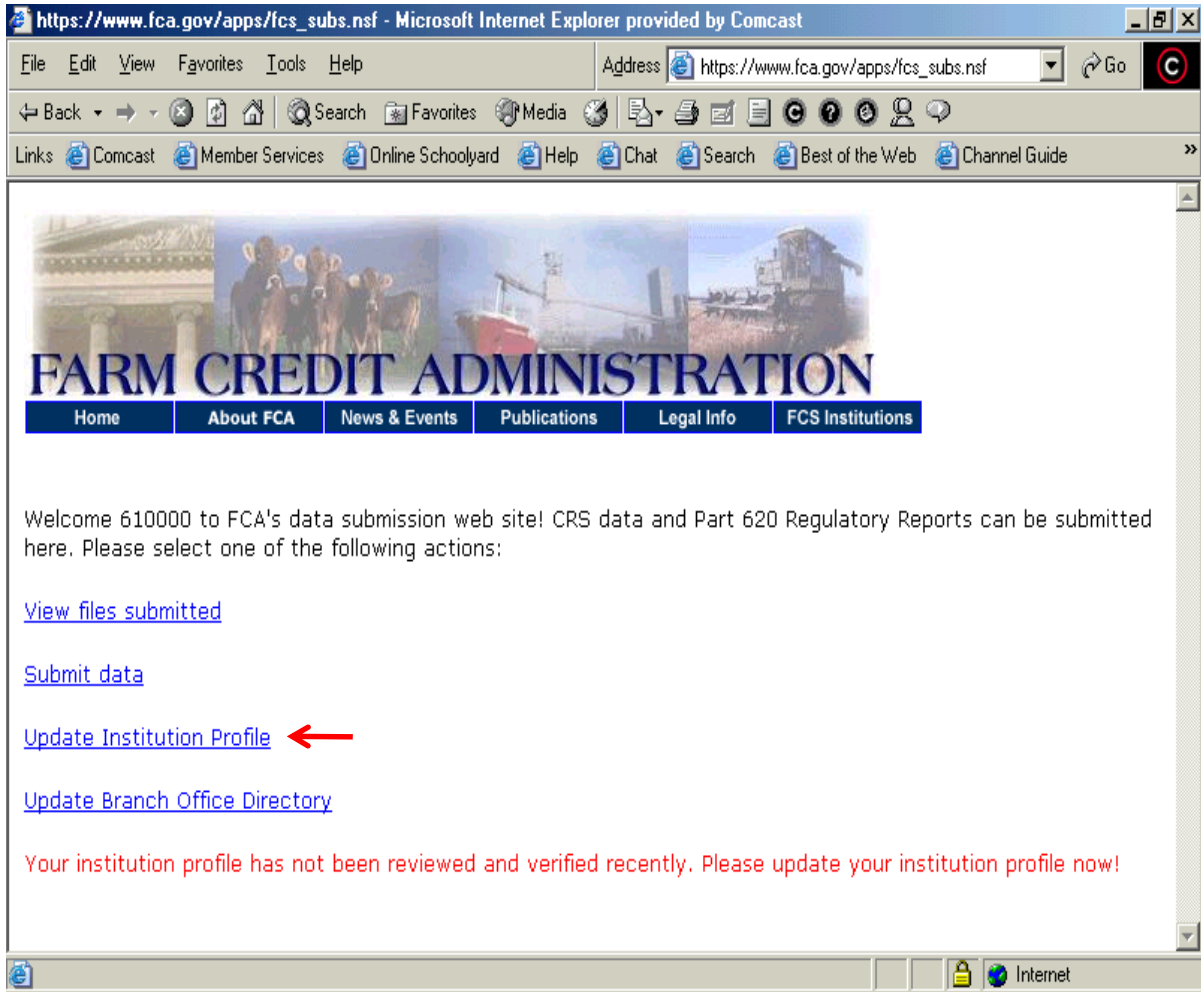 https://www.fca.gov/apps/fcs_subs.nsf - Microsoft Internet Explorer provided by Comcast
File Edit View Favorites Tools Help Address https://www.fca.gov/apps/fcs_subs.nsf Go
Back Search Favorites Media
Links Comcast Member Services Online Schoolyard Help Chat Search Best of the Web Channel Guide »
FARM CREDIT ADMINISTRATION
Home About FCA News & Events Publications Legal Info FCS Institutions
Welcome 610000 to FCA's data submission web site! CRS data and Part 620 Regulatory Reports can be submitted
here. Please select one of the following actions:
View files submitted
Submit data
Update Institution Profile
Update Branch Office Directory
Your institution profile has not been reviewed and verified recently. Please update your institution profile now!
Internet